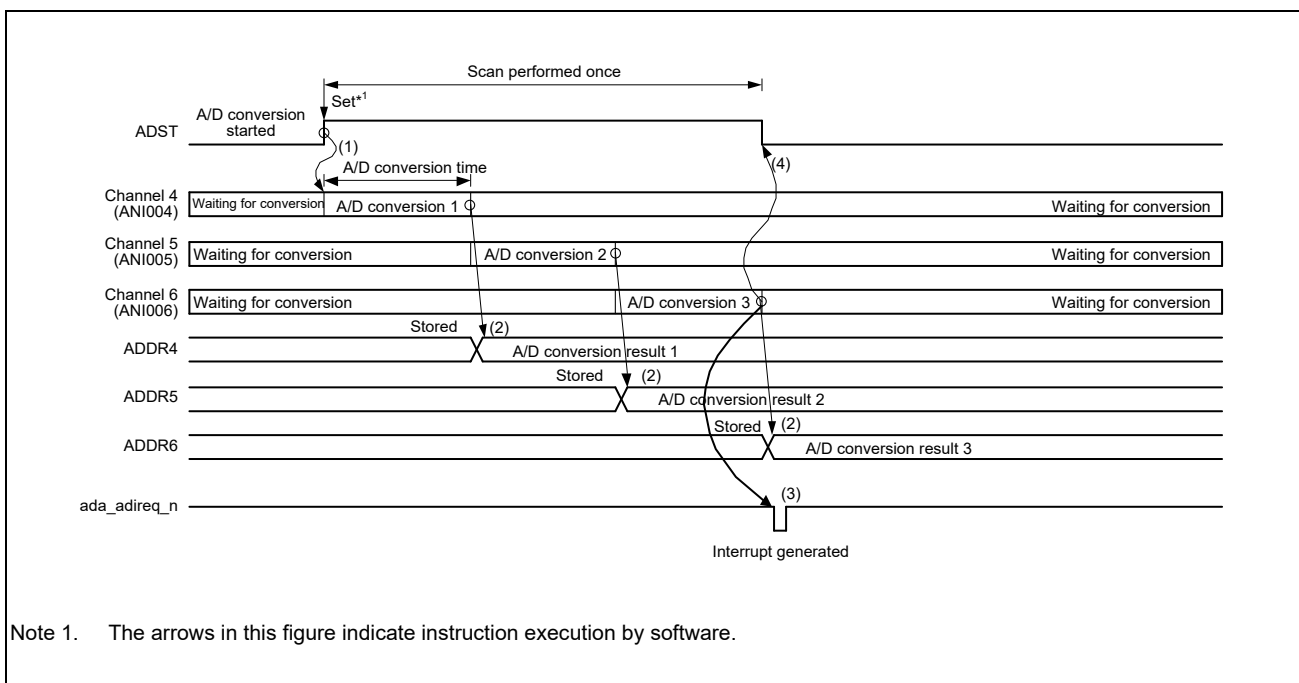 Scan performed once
Set*1
A/D conversion
started
ADST
(1)
(4)
A/D conversion time
Channel 4
(ANI004)
Waiting for conversion
A/D conversion 1
Waiting for conversion
Channel 5
(ANI005)
Waiting for conversion
A/D conversion 2
Waiting for conversion
Channel 6
(ANI006)
Waiting for conversion
A/D conversion 3
Waiting for conversion
Stored
(2)
ADDR4
A/D conversion result 1
Stored
(2)
ADDR5
A/D conversion result 2
Stored
(2)
ADDR6
A/D conversion result 3
ada_adireq_n
(3)
Interrupt generated
Note 1. The arrows in this figure indicate instruction execution by software.